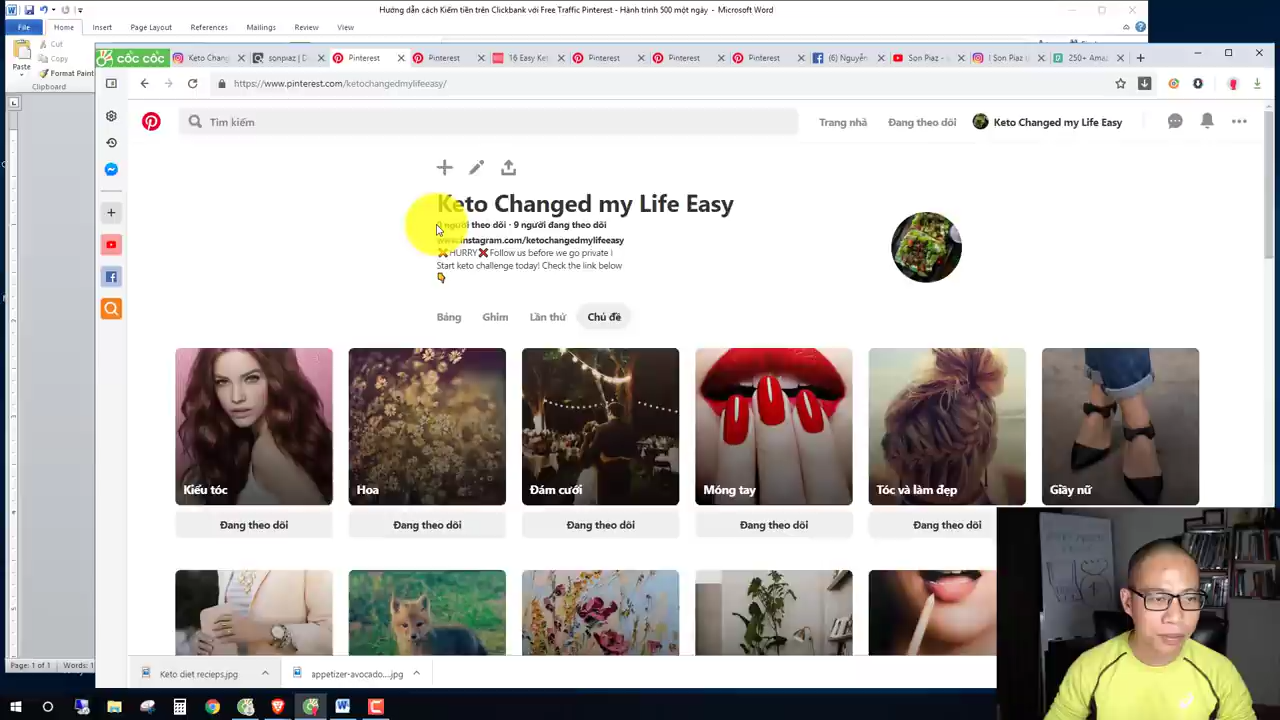 Hướng dẫn cách Kiếm tiền trên Clickbank với Free Traffic Pinterest - Hành trình 500 một ngày - Microsoft Word
File
Home
Insert
Page Layout
References
Mailings
Review
View
Paste
Cut
Copy
Format Paint
Clipboard
CỐC CỐC
Keto Chang
sonpiaz | D
Pinterest
Pinterest
16 Easy Ket
Pinterest
Pinterest
Pinterest
(6) Nguyễn
Son Piaz -
250+ Ama
https://www.pinterest.com/ketochangedmylifeeasy/
Tìm kiếm
Trang nhà
Đang theo dõi
Keto Changed my Life Easy
Keto Changed my Life Easy
người theo dõi · 9 người đang theo dõi
www.instagram.com/ketochangedmylifeeasy
❌HURRY❌ Follow us before we go private !
Start keto challenge today! Check the link below
👇
Bảng
Ghim
Lần thử
Chủ đề
Kiểu tóc
Hoa
Đám cưới
Móng tay
Tóc và làm đẹp
Giày nữ
Đang theo dõi
Đang theo dõi
Đang theo dõi
Đang theo dõi
Đang theo dõi
Keto diet recieps.jpg
appetizer-avocado....jpg
Page: 1 of 1
Words: 1